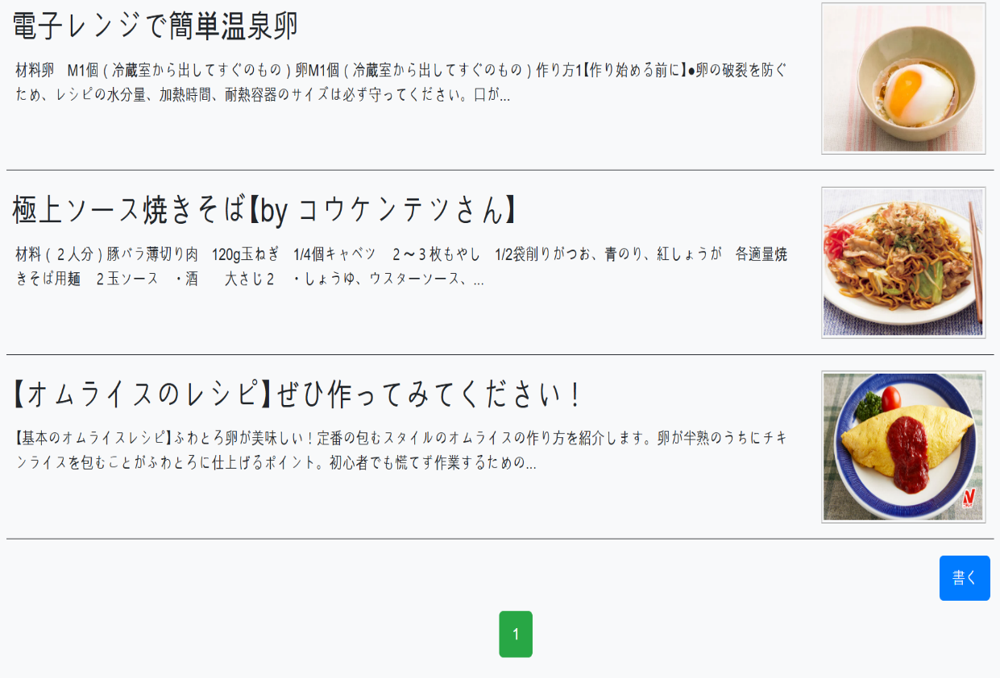 電子レンジで簡単温泉卵
材料卵　M1個 ( 冷蔵室から出してすぐのもの ) 卵M1個 ( 冷蔵室から出してすぐのもの ) 作り方1【作り始める前に】●卵の破裂を防ぐ
ため、レシピの水分量、加熱時間、耐熱容器のサイズは必ず守ってください。口が...
極上ソース焼きそば【by コウケンテツさん】
材料 ( ２人分 ) 豚バラ薄切り肉　120g玉ねぎ　1/4個キャベツ　２〜３枚もやし　1/2袋削りがつお、青のり、紅しょうが　各適量焼
きそば用麺　２玉ソース　・酒　　大さじ２　・しょうゆ、ウスターソース、...
【オムライスのレシピ】ぜひ作ってみてください！
【基本のオムライスレシピ】ふわとろ卵が美味しい！定番の包むスタイルのオムライスの作り方を紹介します。卵が半熟のうちにチキ
ンライスを包むことがふわとろに仕上げるポイント。初心者でも慌てず作業するための...
N
書く
1